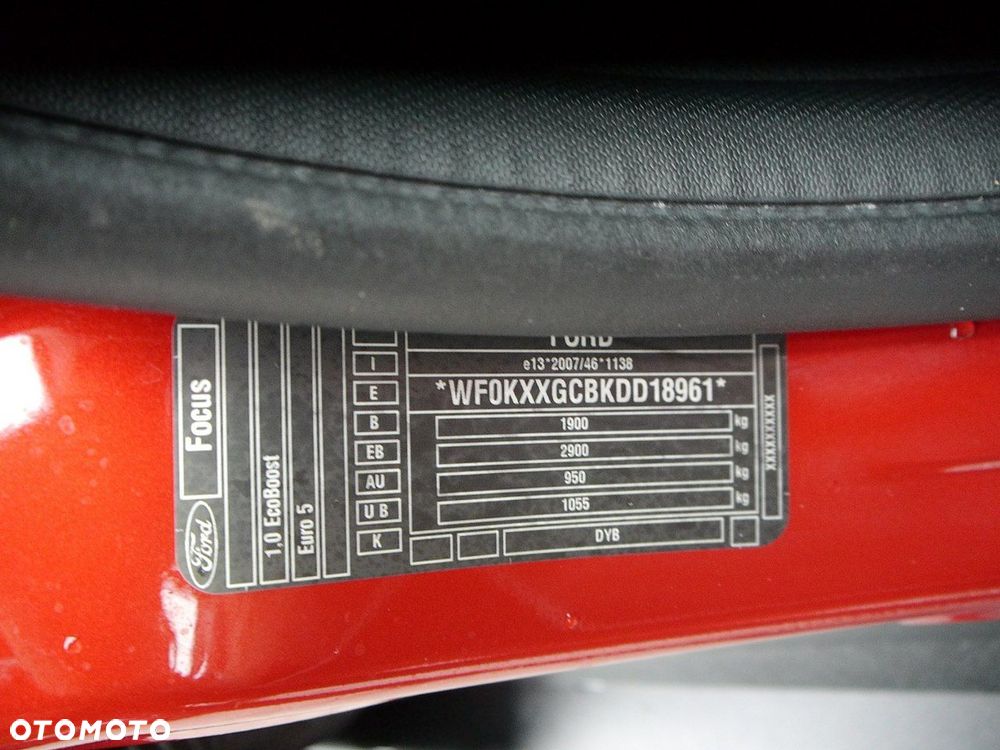 FORD
e13*2007/46*1138
*WF0KXXGCBKDD18961*
1900 kg
2900 kg
950 kg
1055 kg
DYB
XXXXXXXXXX
I
E
B
EB
AU
UB
K
Focus
Ford
1,0 EcoBoost
Euro 5
OTOMOTO